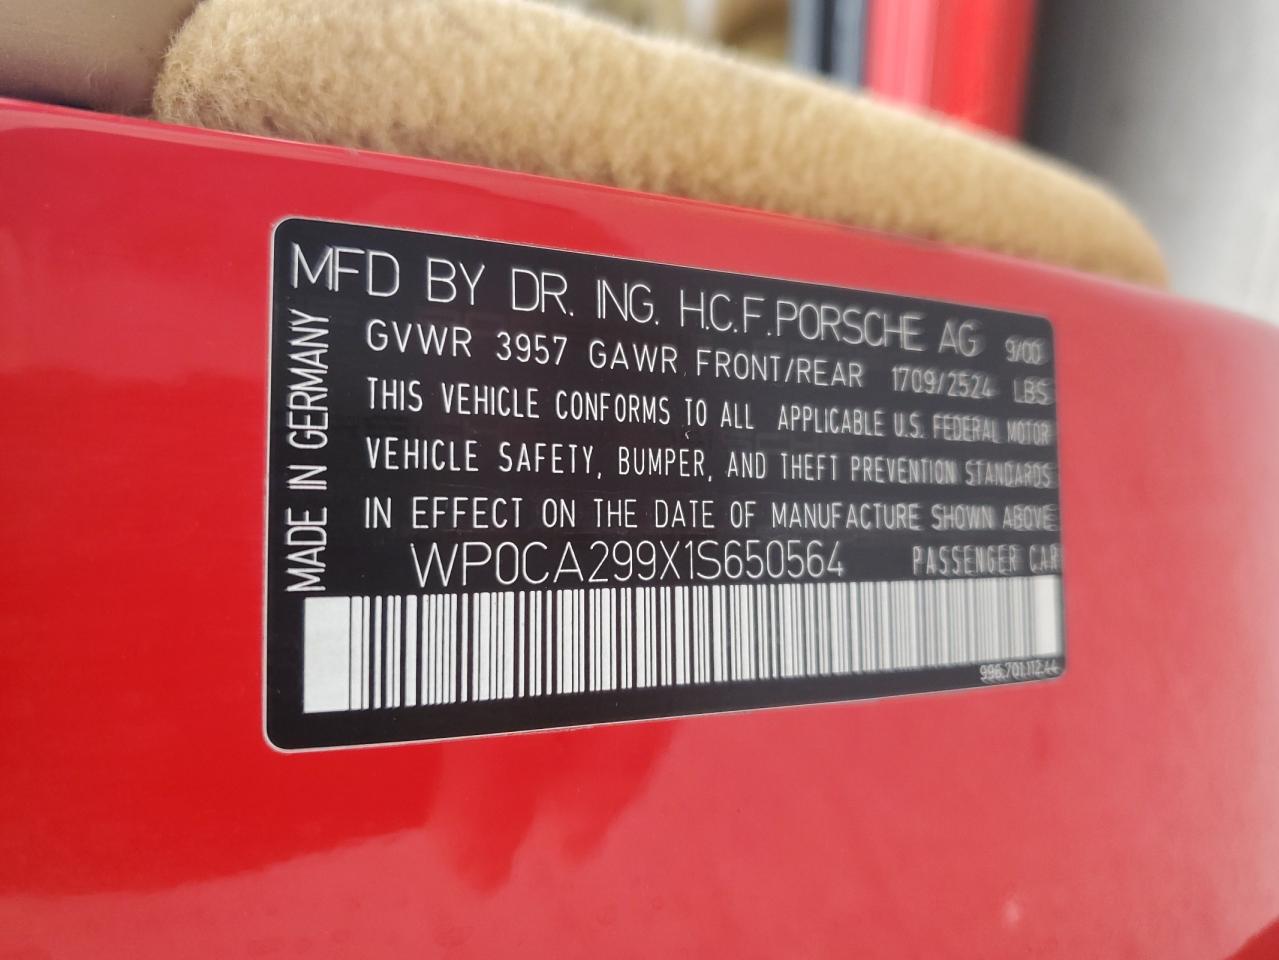 MFD BY DR. ING. H.C.F. PORSCHE AG 9/00
GVWR 3957 GAWR FRONT/REAR 1709/2524 LBS
THIS VEHICLE CONFORMS TO ALL APPLICABLE U.S. FEDERAL MOTOR
VEHICLE SAFETY, BUMPER, AND THEFT PREVENTION STANDARDS
IN EFFECT ON THE DATE OF MANUFACTURE SHOWN ABOVE
WP0CA299X1S650564 PASSENGER CAR
996.701.112.44
MADE IN GERMANY